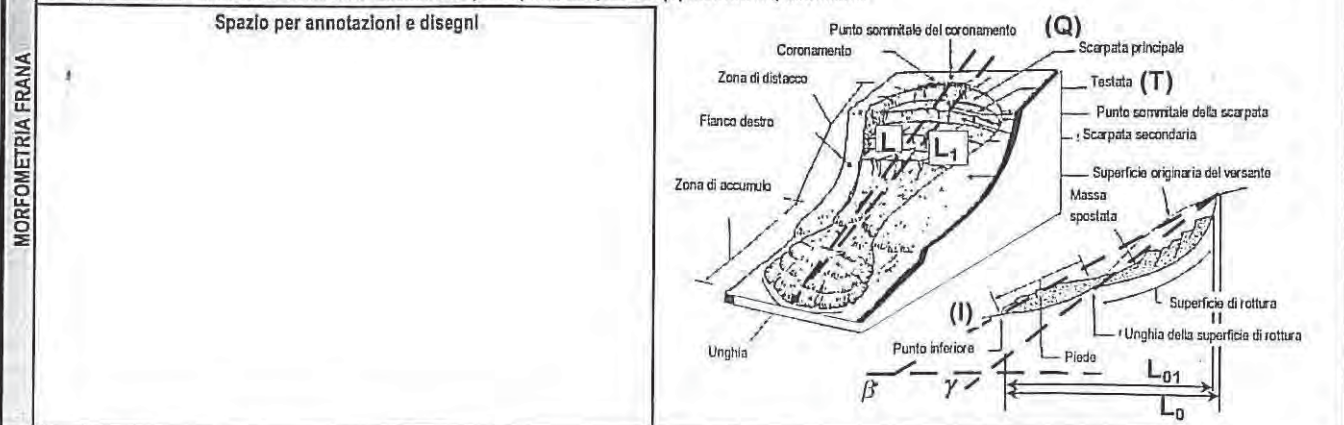 MORFOMETRIA FRANA
Spazio per annotazioni e disegni
Punto sommitale del coronamento (Q)
Coronamento
Scarpata principale
Zona di distacco
Testata (T)
Punto sommitale della scarpata
Fianco destro
Scarpata secondaria
L L1
Superficie originaria del versante
Zona di accumulo
Massa
spostata
Superficie di rottura
(I)
Unghia della superficie di rottura
Unghia
Punto inferiore
Piede
β γ
L01
L0